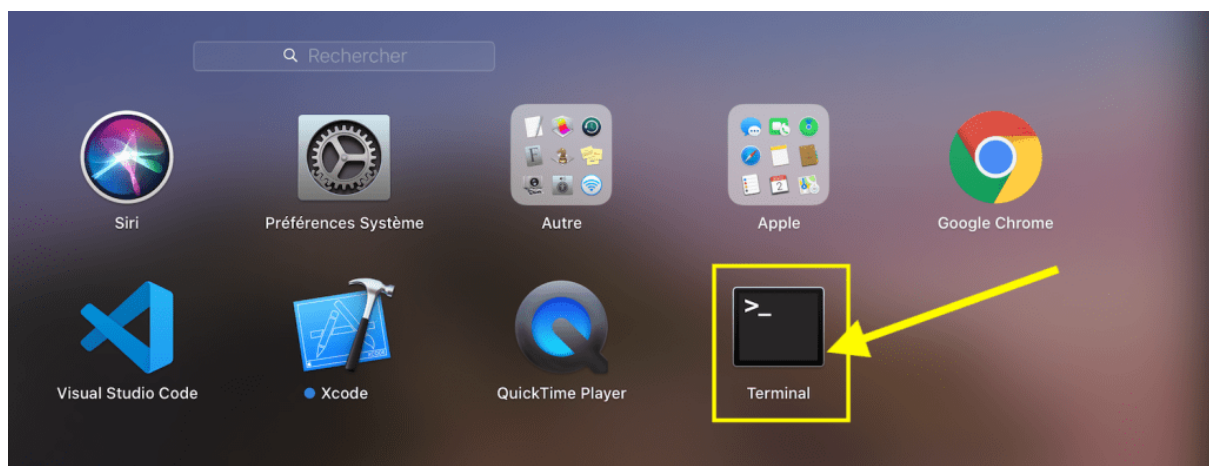 Rechercher
Siri
Préférences Système
Autre
Apple
Google Chrome
>_
Visual Studio Code
Xcode
QuickTime Player
Terminal